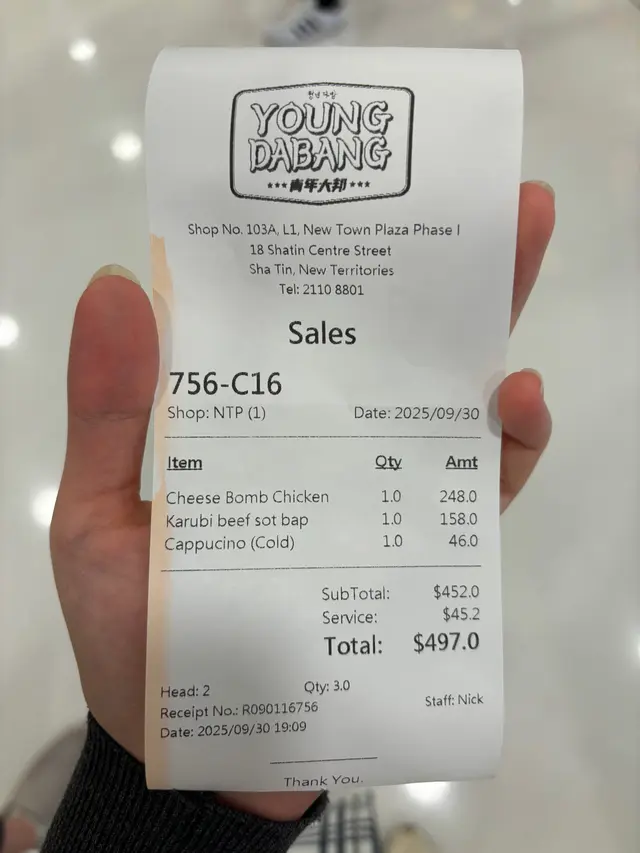 청년다방
YOUNG
DABANG
★★★青年大邦★★★
Shop No. 103A, L1, New Town Plaza Phase I
18 Shatin Centre Street
Sha Tin, New Territories
Tel: 2110 8801
Sales
756-C16
Shop: NTP (1) Date: 2025/09/30
Item Qty Amt
Cheese Bomb Chicken 1.0 248.0
Karubi beef sot bap 1.0 158.0
Cappucino (Cold) 1.0 46.0
SubTotal: $452.0
Service: $45.2
Total: $497.0
Head: 2 Qty: 3.0
Receipt No.: R090116756 Staff: Nick
Date: 2025/09/30 19:09
Thank You.